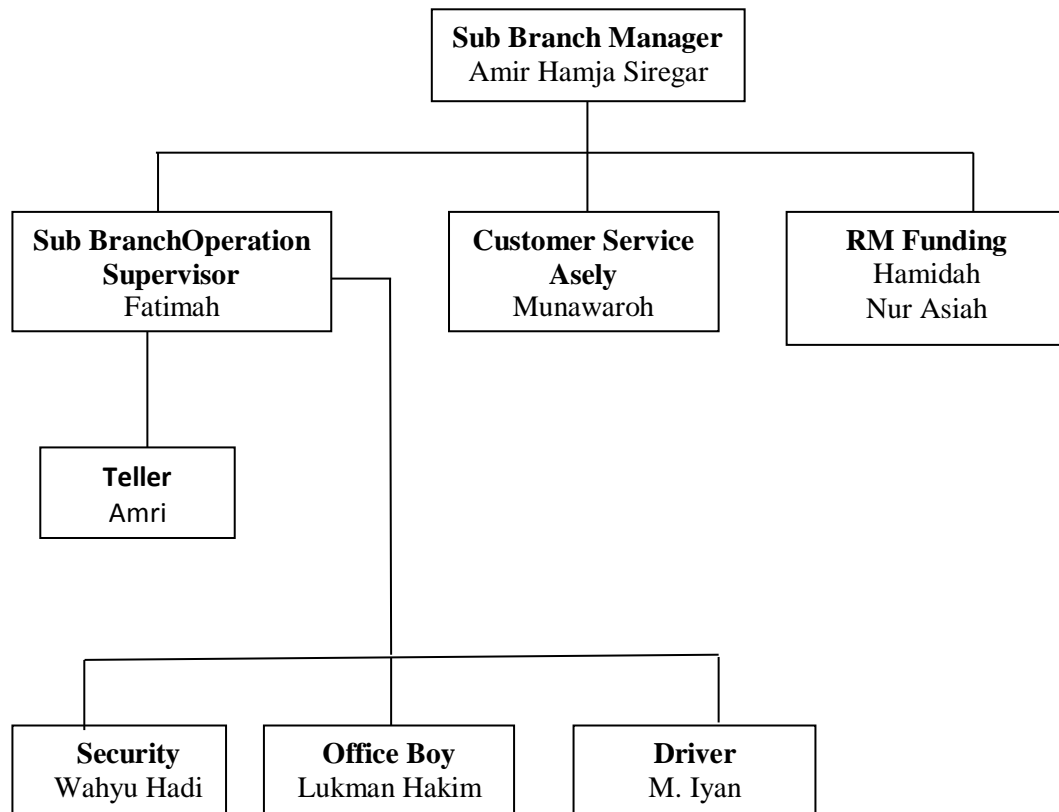 Sub Branch Manager
Amir Hamja Siregar
Sub BranchOperation
Supervisor
Fatimah
Customer Service
Asely
Munawaroh
RM Funding
Hamidah
Nur Asiah
Teller
Amri
Security
Wahyu Hadi
Office Boy
Lukman Hakim
Driver
M. Iyan